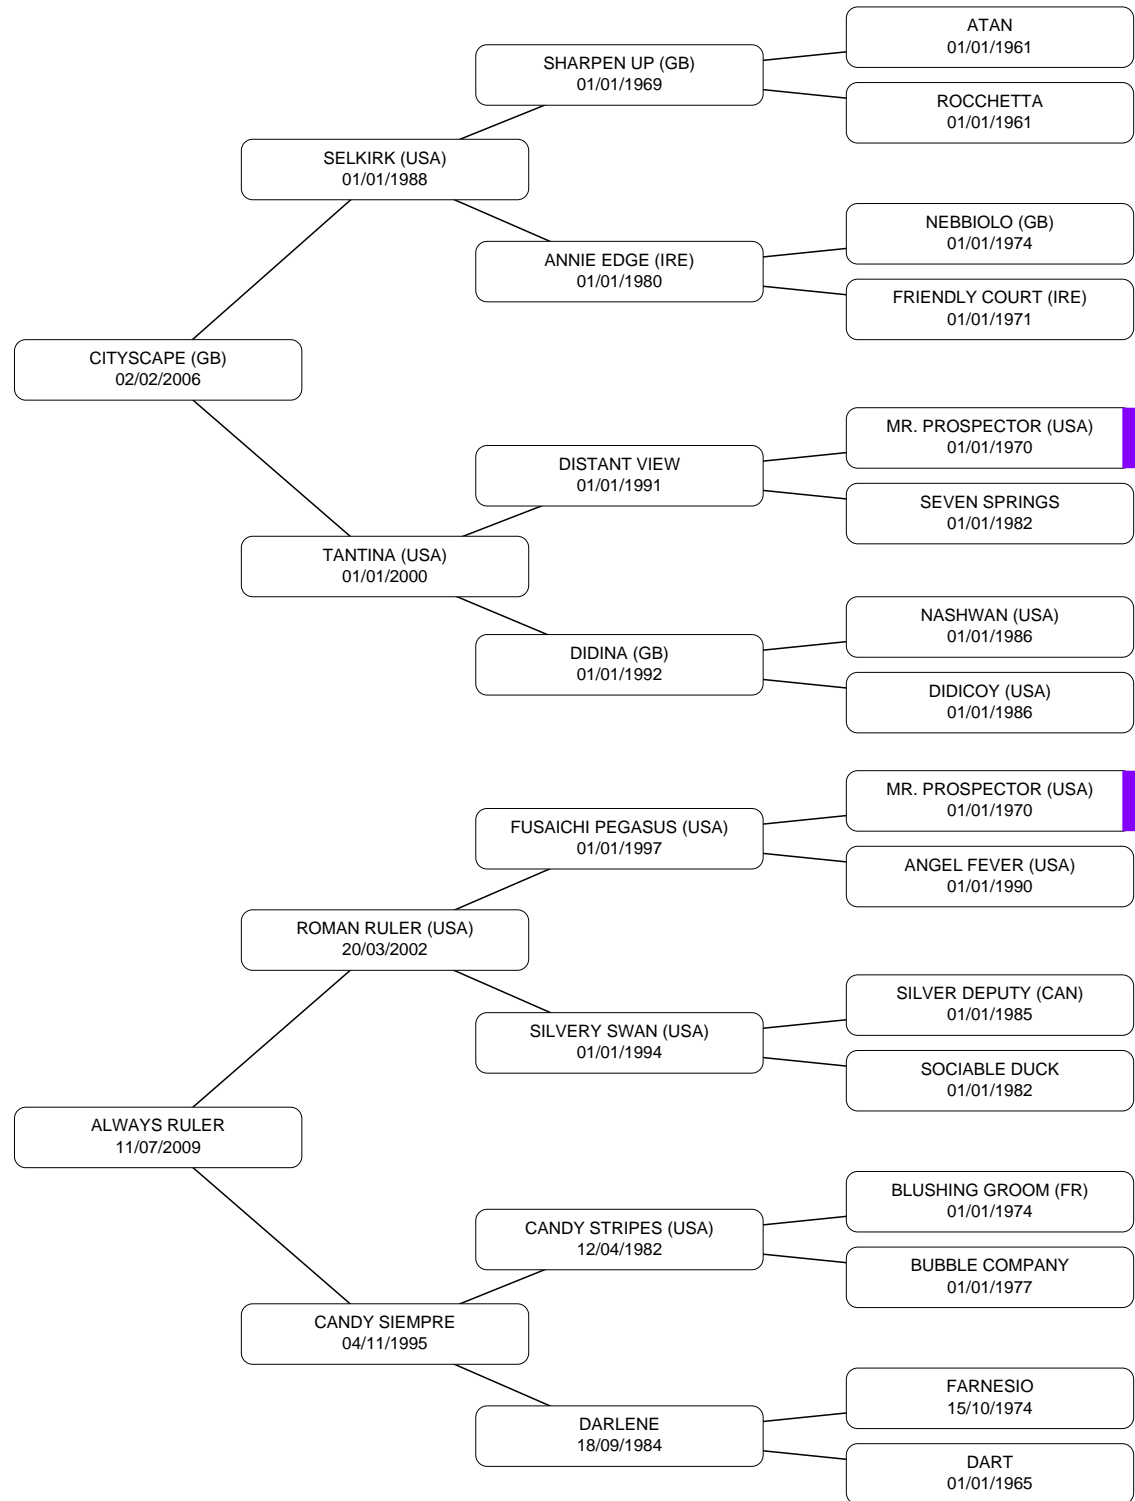 ATAN
01/01/1961
SHARPEN UP (GB)
01/01/1969
ROCCHETTA
01/01/1961
SELKIRK (USA)
01/01/1988
NEBBIOLO (GB)
01/01/1974
ANNIE EDGE (IRE)
01/01/1980
FRIENDLY COURT (IRE)
01/01/1971
CITYSCAPE (GB)
02/02/2006
MR. PROSPECTOR (USA)
01/01/1970
DISTANT VIEW
01/01/1991
SEVEN SPRINGS
01/01/1982
TANTINA (USA)
01/01/2000
NASHWAN (USA)
01/01/1986
DIDINA (GB)
01/01/1992
DIDICOY (USA)
01/01/1986
MR. PROSPECTOR (USA)
01/01/1970
FUSAICHI PEGASUS (USA)
01/01/1997
ANGEL FEVER (USA)
01/01/1990
ROMAN RULER (USA)
20/03/2002
SILVER DEPUTY (CAN)
01/01/1985
SILVERY SWAN (USA)
01/01/1994
SOCIABLE DUCK
01/01/1982
ALWAYS RULER
11/07/2009
BLUSHING GROOM (FR)
01/01/1974
CANDY STRIPES (USA)
12/04/1982
BUBBLE COMPANY
01/01/1977
CANDY SIEMPRE
04/11/1995
FARNESIO
15/10/1974
DARLENE
18/09/1984
DART
01/01/1965